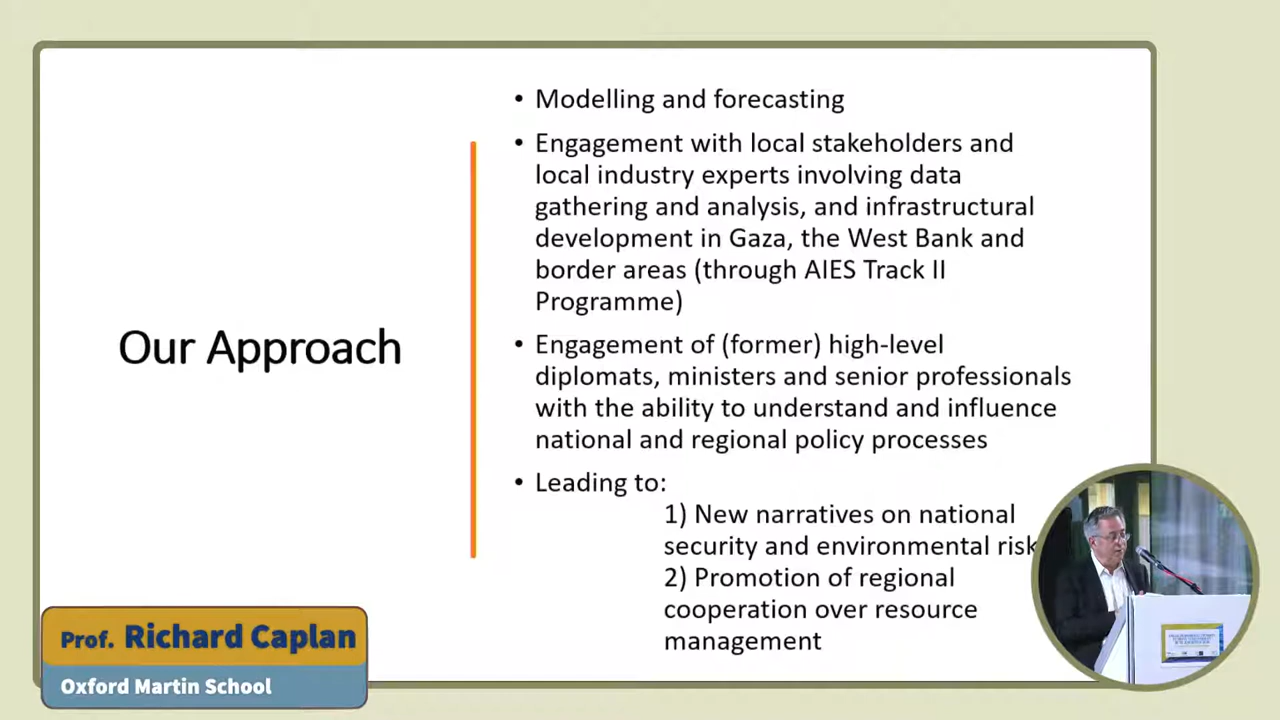 Our Approach
• Modelling and forecasting
• Engagement with local stakeholders and
local industry experts involving data
gathering and analysis, and infrastructural
development in Gaza, the West Bank and
border areas (through AIES Track II
Programme)
• Engagement of (former) high-level
diplomats, ministers and senior professionals
with the ability to understand and influence
national and regional policy processes
• Leading to:
1) New narratives on national
security and environmental risk
2) Promotion of regional
cooperation over resource
management
Prof. Richard Caplan
Oxford Martin School